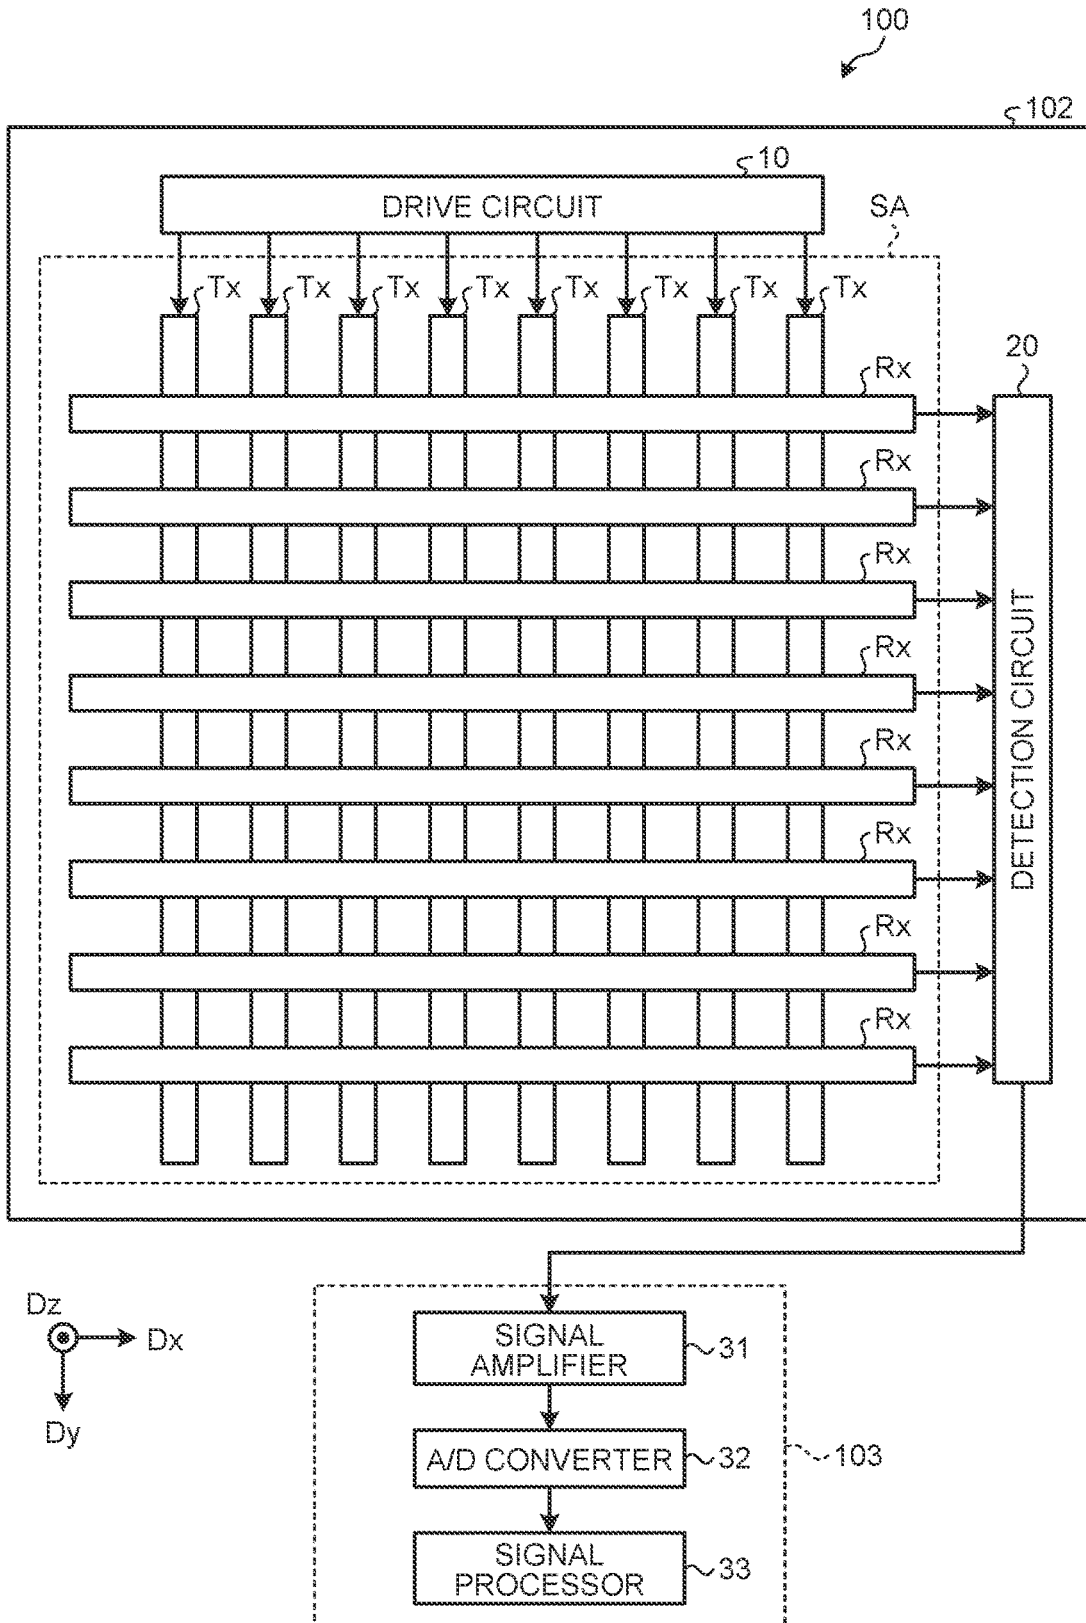 100
102
10
DRIVE CIRCUIT
SA
Tx Tx Tx Tx Tx Tx Tx Tx
20
Rx
Rx
Rx
Rx
Rx
Rx
Rx
Rx
DETECTION CIRCUIT
Dz
Dx
Dy
SIGNAL
AMPLIFIER
31
A/D CONVERTER
32
103
SIGNAL
PROCESSOR
33